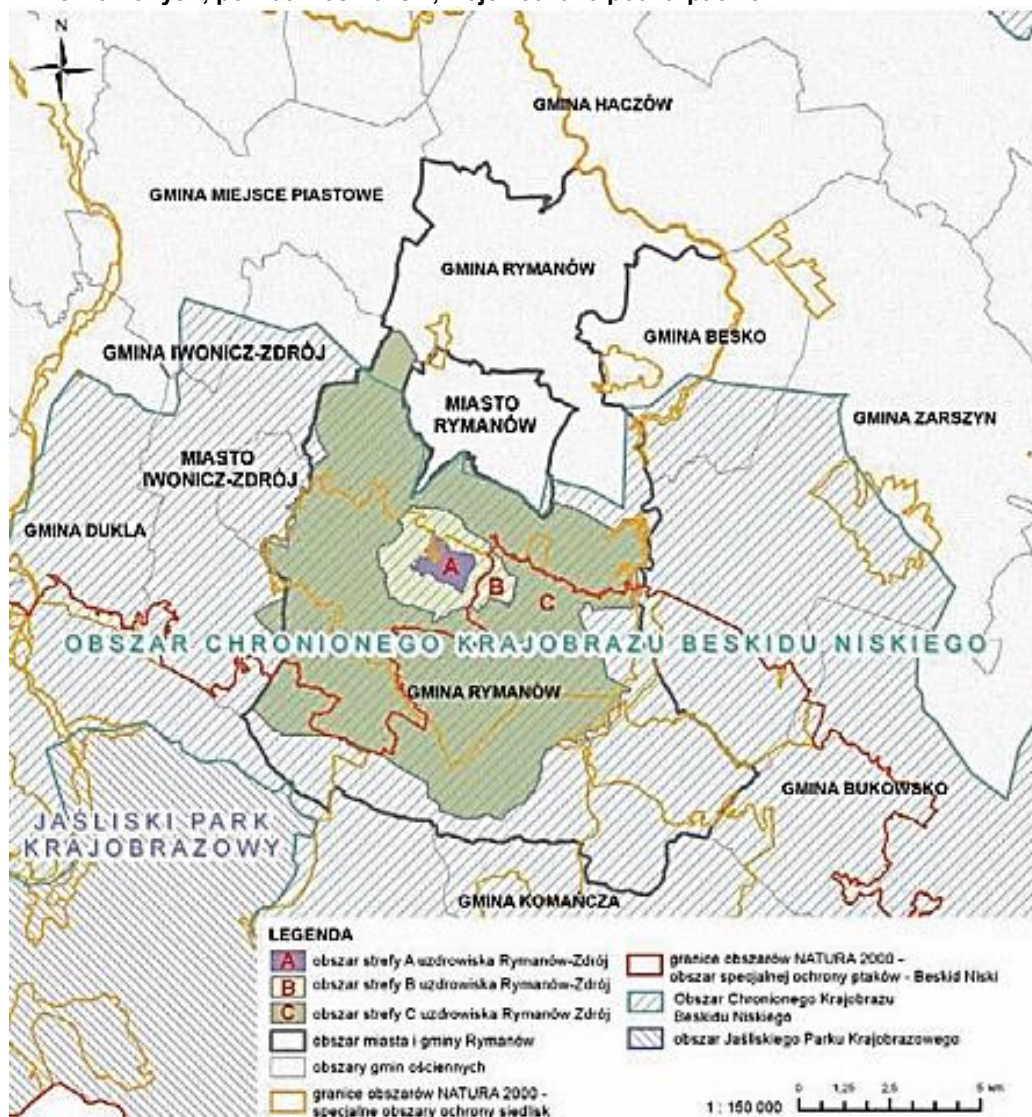 N
GMINA HACZÓW
GMINA MIEJSCE PIASTOWE
GMINA RYMANÓW
GMINA BESKO
GMINA IWONICZ-ZDRÓJ
MIASTO
RYMANÓW
GMINA ZARSZYN
MIASTO
IWONICZ-ZDRÓJ
GMINA DUKLA
A
B
C
OBSZAR CHRONIONEGO KRAJOBRAZU BESKIDU NISKIEGO
GMINA RYMANÓW
GMINA BUKOWSKO
JAŚLISKI PARK
KRAJOBRAZOWY
GMINA KOMAŃCZA
LEGENDA
A obszar strefy A uzdrowiska Rymanów-Zdrój
B obszar strefy B uzdrowiska Rymanów-Zdrój
C obszar strefy C uzdrowiska Rymanów Zdrój
obszar miasta i gminy Rymanów
obszary gmin ościennych
granice obszarów NATURA 2000 -
specjalne obszary ochrony siedlisk
granice obszarów NATURA 2000 -
obszar specjalnej ochrony ptaków - Beskid Niski
Obszar Chronionego Krajobrazu
Beskidu Niskiego
obszar Jaśliskiego Parku Krajobrazowego
0 1,25 2,5 5 km
1 : 150 000